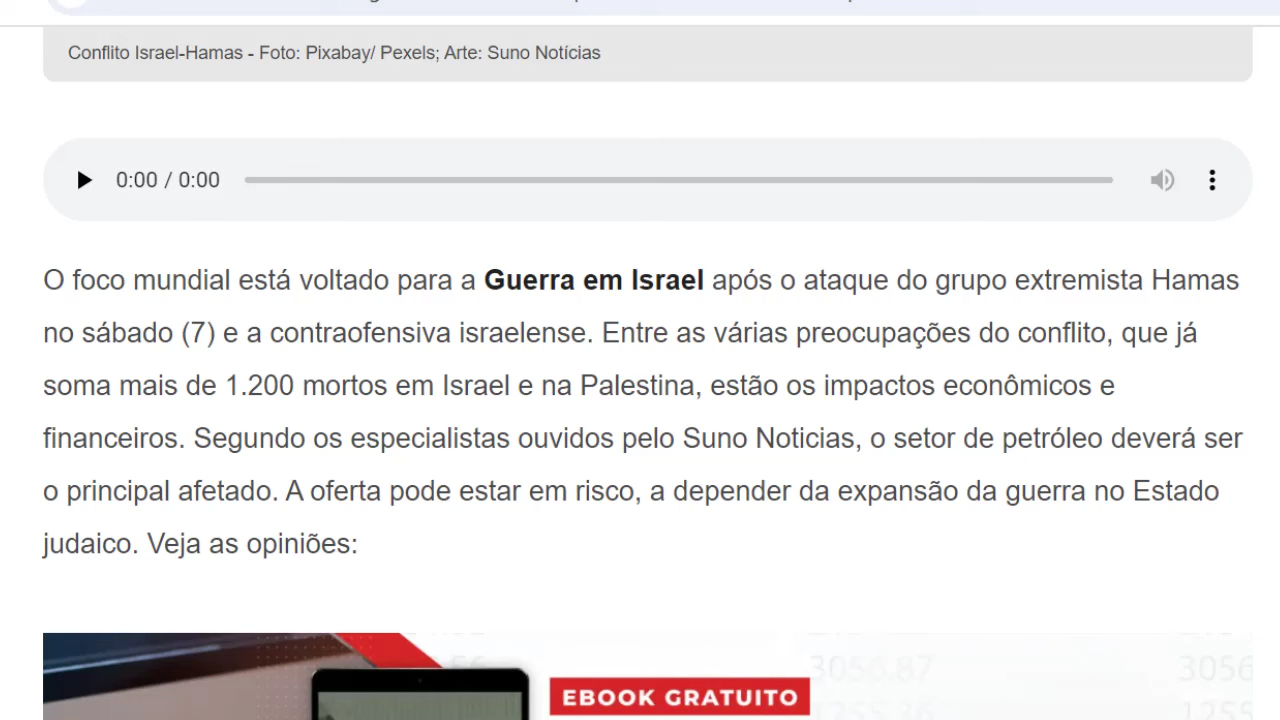 Conflito Israel-Hamas - Foto: Pixabay/ Pexels; Arte: Suno Notícias
0:00 / 0:00
O foco mundial está voltado para a Guerra em Israel após o ataque do grupo extremista Hamas
no sábado (7) e a contraofensiva israelense. Entre as várias preocupações do conflito, que já
soma mais de 1.200 mortos em Israel e na Palestina, estão os impactos econômicos e
financeiros. Segundo os especialistas ouvidos pelo Suno Noticias, o setor de petróleo deverá ser
o principal afetado. A oferta pode estar em risco, a depender da expansão da guerra no Estado
judaico. Veja as opiniões:
3056.87
EBOOK GRATUITO